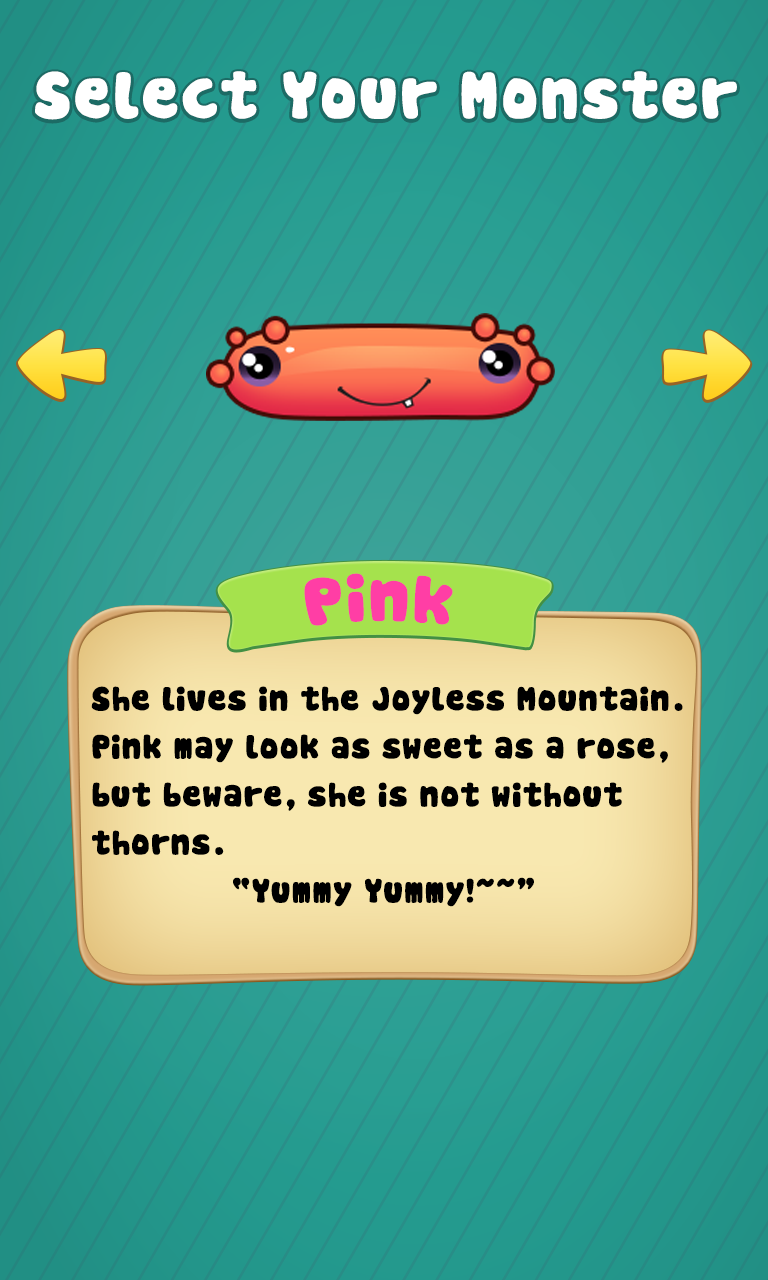 Select Your Monster
Pink
She lives in the Joyless Mountain.
Pink may look as sweet as a rose,
but beware, she is not without
thorns.
"Yummy Yummy!~~"